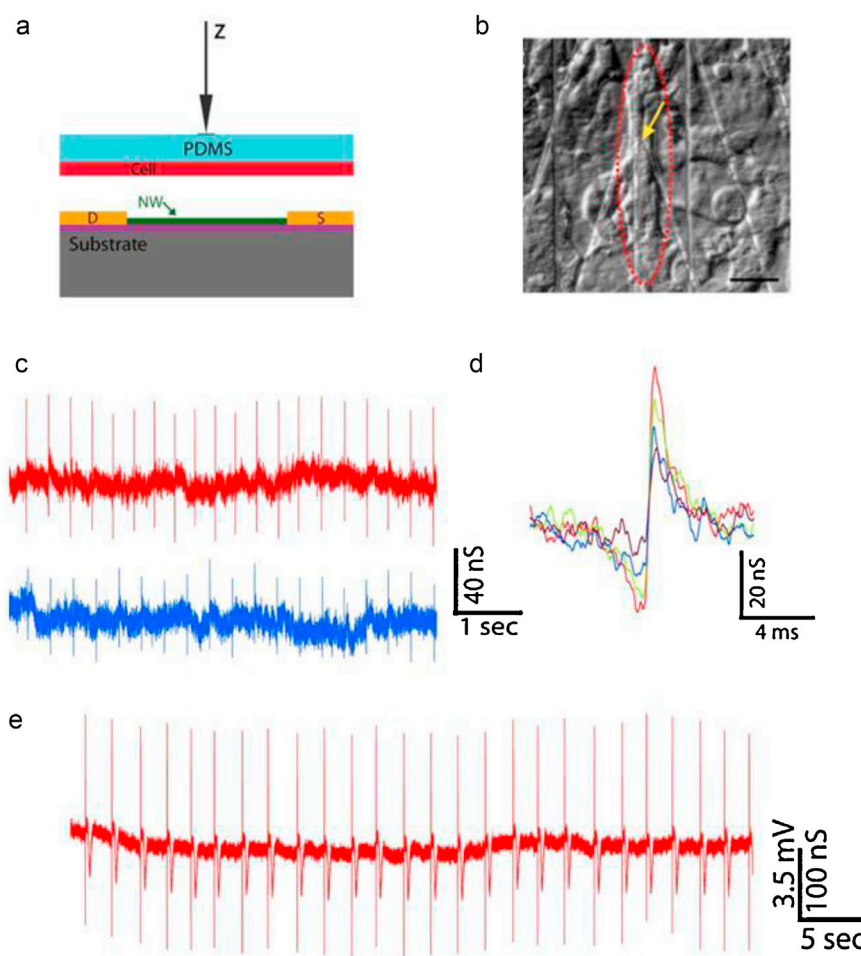 a
Z
PDMS
Cell
NW
D
S
Substrate
b
c
40 nS
1 sec
d
20 nS
4 ms
e
3.5 mV
100 nS
5 sec